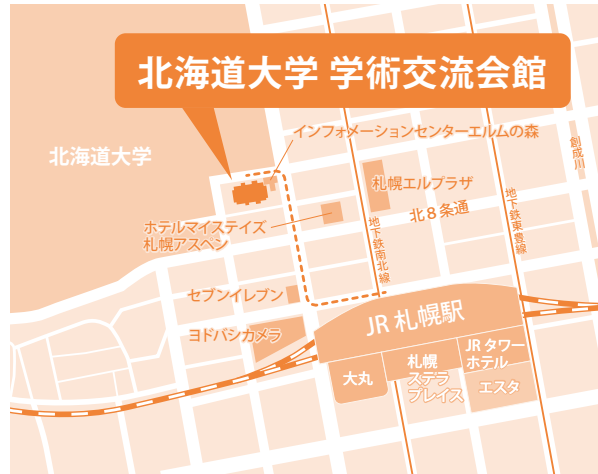 北海道大学 学術交流会館
インフォメーションセンターエルムの森
北海道大学
創成川
札幌エルプラザ
北8条通
ホテルマイステイズ
札幌アスペン
地下鉄南北線
地下鉄東豊線
セブンイレブン
ヨドバシカメラ
JR 札幌駅
大丸
札幌
ステラ
プレイス
JR タワー
ホテル
エスタ